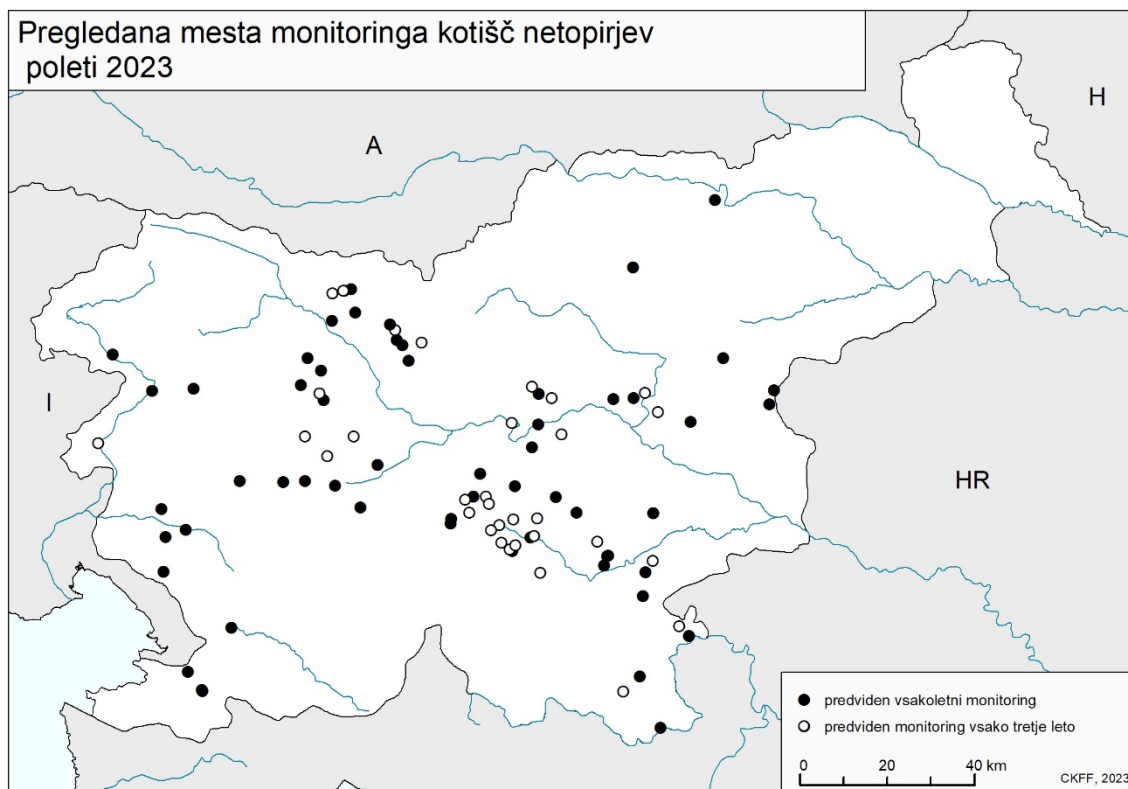 Pregledana mesta monitoringa kotišč netopirjev
poleti 2023
H
A
I
HR
predviden vsakoletni monitoring
predviden monitoring vsako tretje leto
0 20 40 km
CKFF, 2023